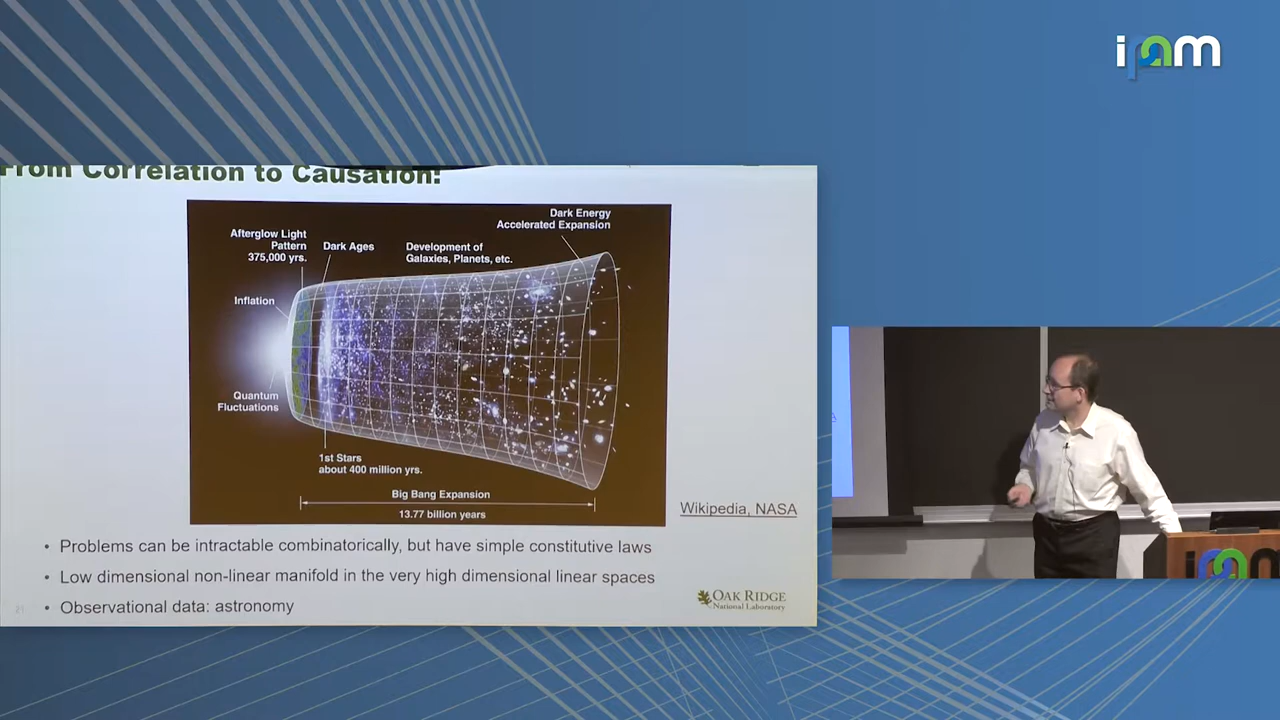 ipam
From Correlation to Causation:
Dark Energy
Accelerated Expansion
Afterglow Light
Pattern
375,000 yrs.
Dark Ages
Development of
Galaxies, Planets, etc.
Inflation
Quantum
Fluctuations
1st Stars
about 400 million yrs.
Big Bang Expansion
13.77 billion years
Wikipedia, NASA
• Problems can be intractable combinatorically, but have simple constitutive laws
• Low dimensional non-linear manifold in the very high dimensional linear spaces
• Observational data: astronomy
21
OAK RIDGE
National Laboratory
ipam